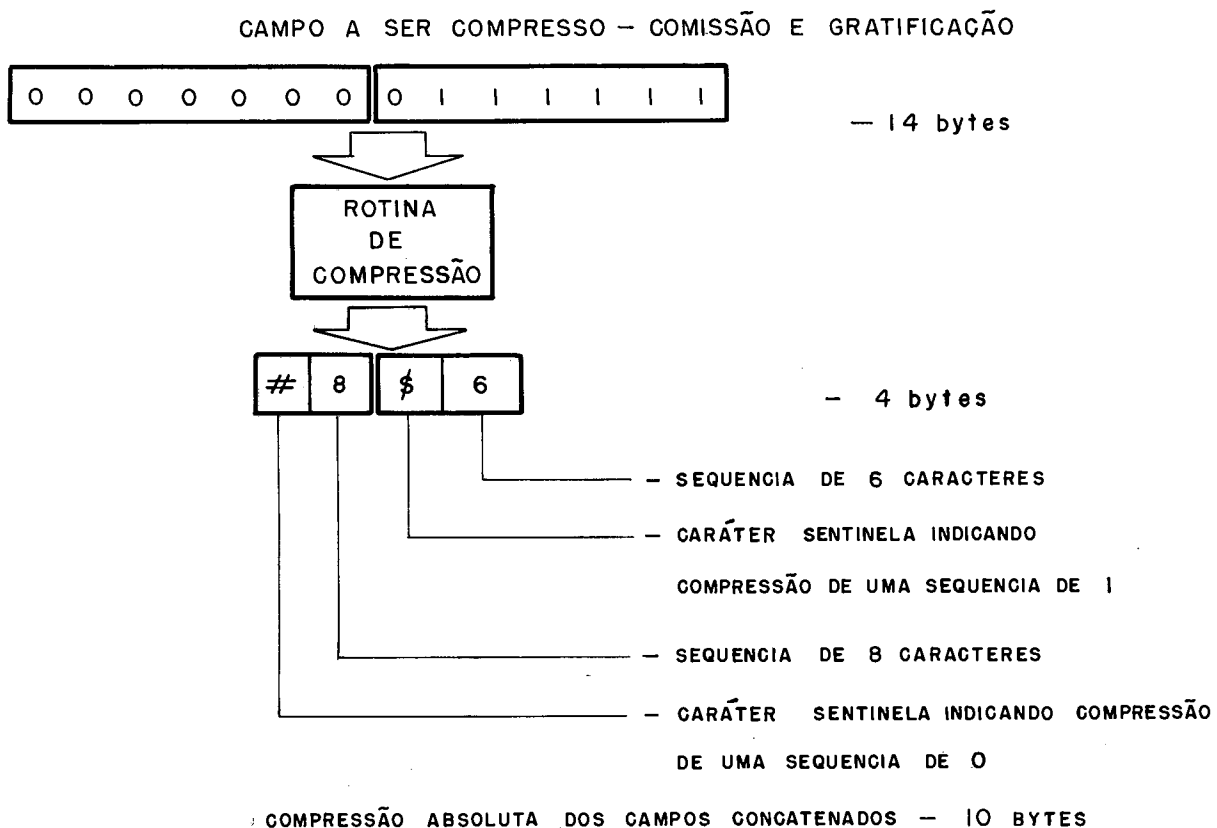 CAMPO A SER COMPRESSO — COMISSÃO E GRATIFICAÇÃO
0 0 0 0 0 0 0 0 1 1 1 1 1 1
— 14 bytes
ROTINA
DE
COMPRESSÃO
# 8 $ 6
— 4 bytes
— SEQUENCIA DE 6 CARACTERES
— CARÁTER SENTINELA INDICANDO
COMPRESSÃO DE UMA SEQUENCIA DE 1
— SEQUENCIA DE 8 CARACTERES
— CARÁTER SENTINELA INDICANDO COMPRESSÃO
DE UMA SEQUENCIA DE 0
COMPRESSÃO ABSOLUTA DOS CAMPOS CONCATENADOS — 10 BYTES